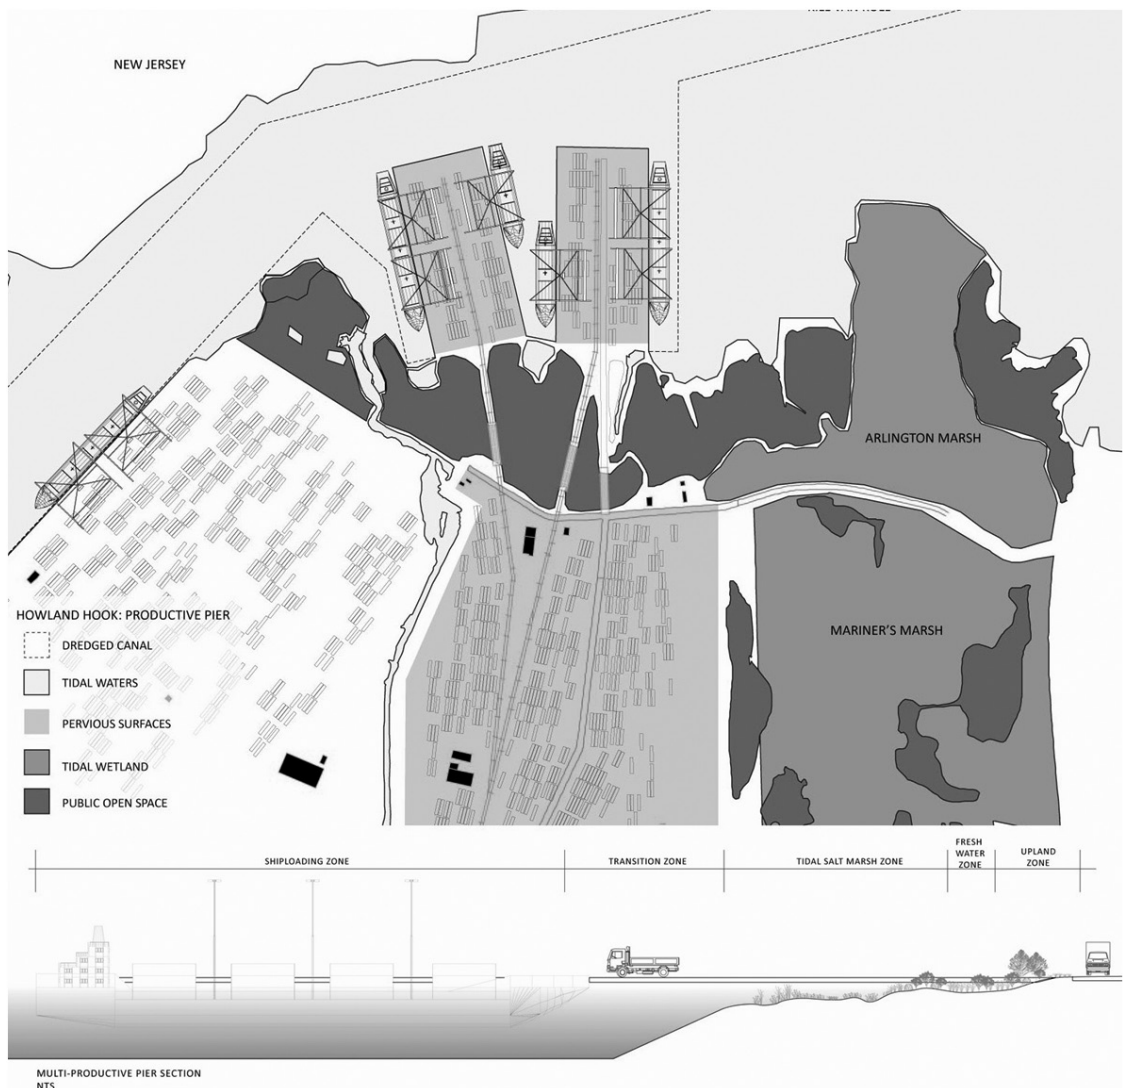 NEW JERSEY
ARLINGTON MARSH
MARINER'S MARSH
HOWLAND HOOK: PRODUCTIVE PIER
DREDGED CANAL
TIDAL WATERS
PERVIOUS SURFACES
TIDAL WETLAND
PUBLIC OPEN SPACE
SHIPLOADING ZONE
TRANSITION ZONE
TIDAL SALT MARSH ZONE
FRESH
WATER
ZONE
UPLAND
ZONE
MULTI-PRODUCTIVE PIER SECTION
NTS